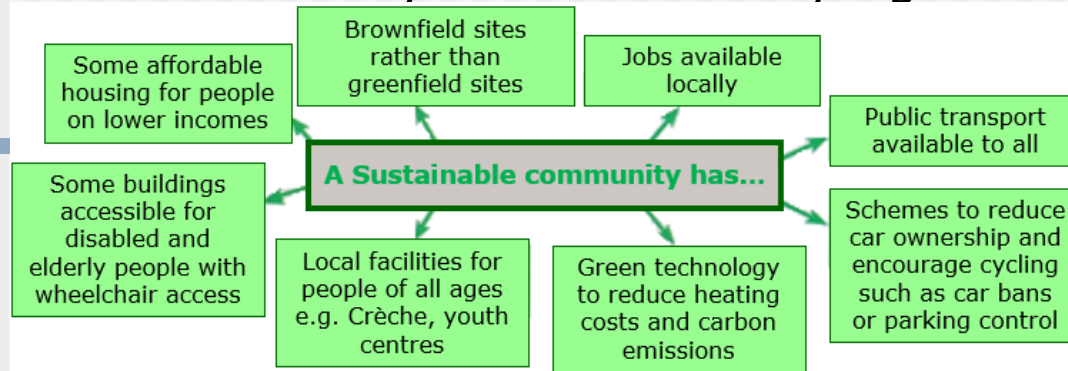 Some affordable
housing for people
on lower incomes
Brownfield sites
rather than
greenfield sites
Jobs available
locally
Public transport
available to all
A Sustainable community has...
Some buildings
accessible for
disabled and
elderly people with
wheelchair access
Local facilities for
people of all ages
e.g. Crèche, youth
centres
Green technology
to reduce heating
costs and carbon
emissions
Schemes to reduce
car ownership and
encourage cycling
such as car bans
or parking control